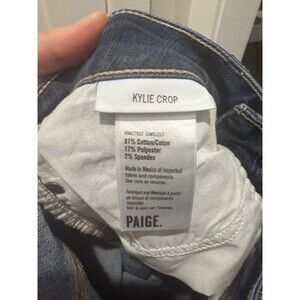 KYLIE CROP
81% Cotton/Coton
17% Polyester
2% Spandex
Made in Mexico of imported
fabric and components.
See care on reverse.
Fabriqué aux Mexique à partir
de tissus et composants
importés.
PAIGE.